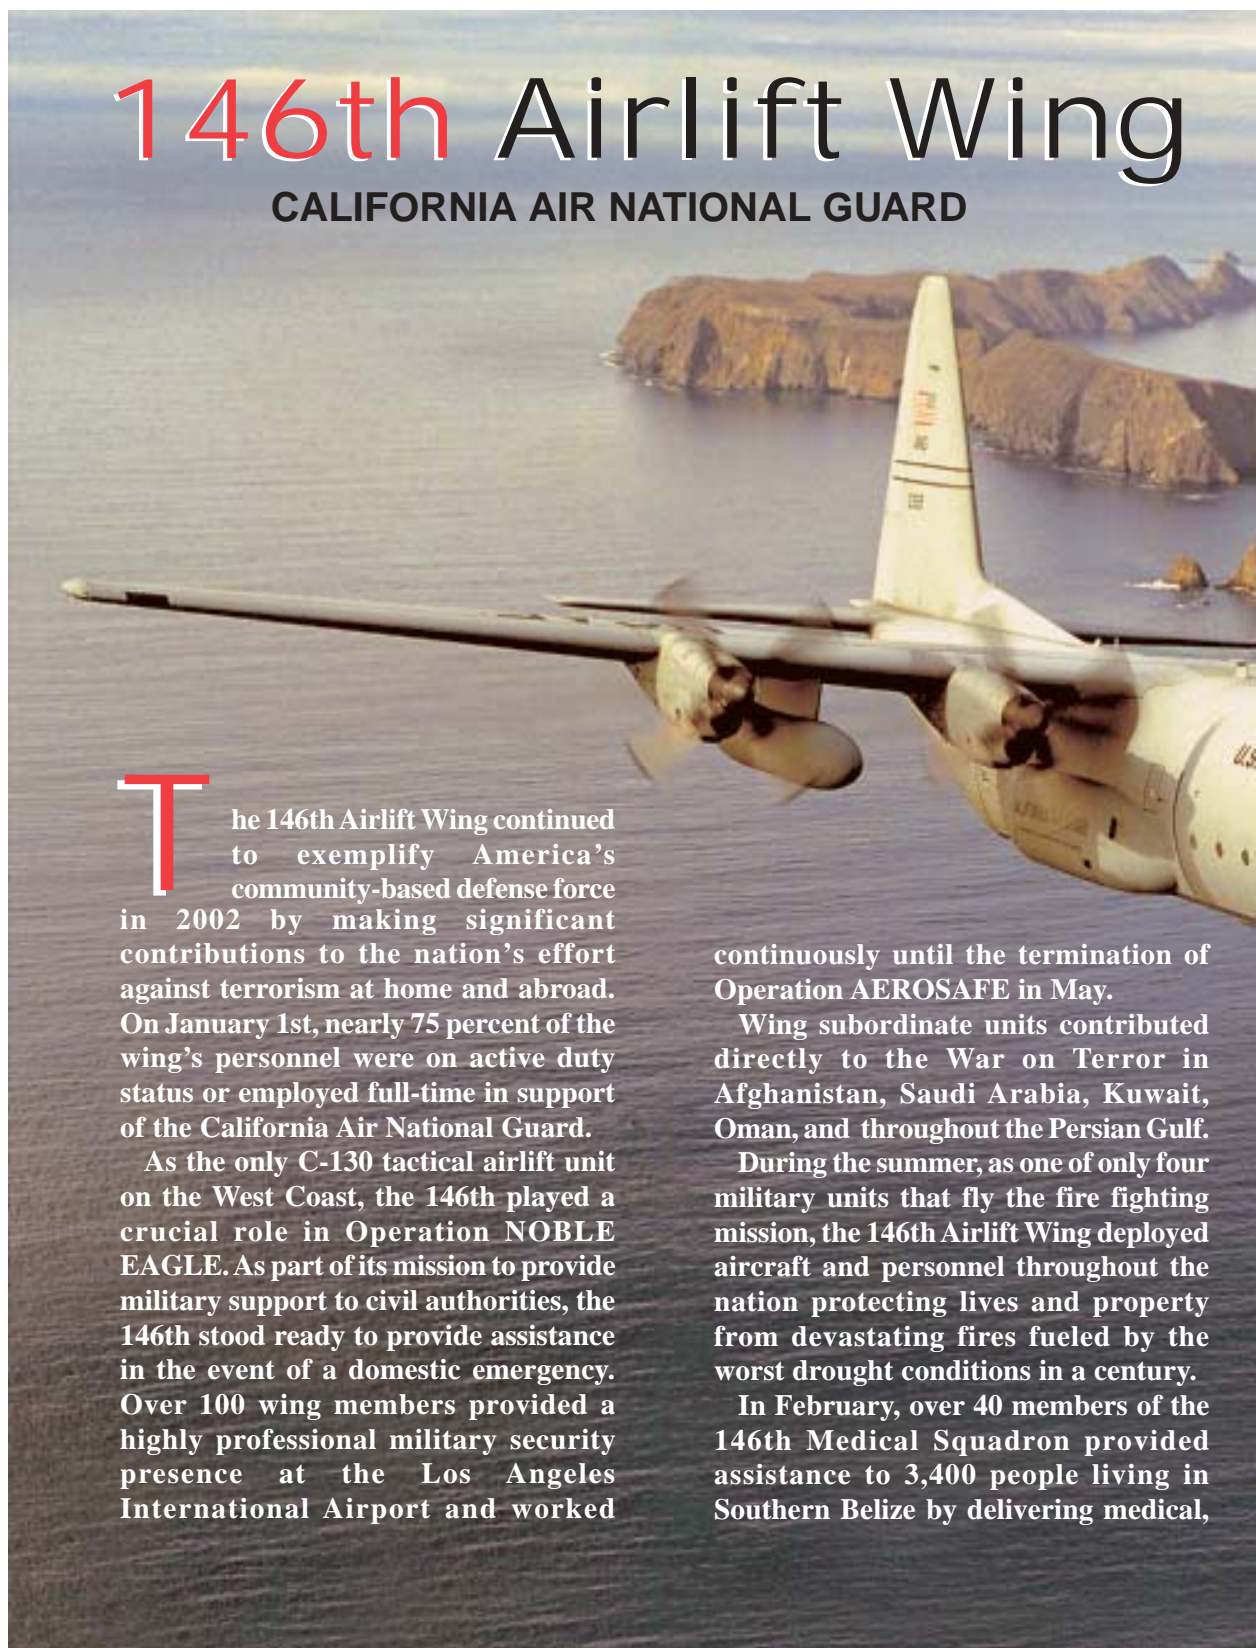 146th Airlift Wing
CALIFORNIA AIR NATIONAL GUARD
The 146th Airlift Wing continued
to exemplify America's
community-based defense force
in 2002 by making significant
contributions to the nation's effort
against terrorism at home and abroad.
On January 1st, nearly 75 percent of the
wing's personnel were on active duty
status or employed full-time in support
of the California Air National Guard.
As the only C-130 tactical airlift unit
on the West Coast, the 146th played a
crucial role in Operation NOBLE
EAGLE. As part of its mission to provide
military support to civil authorities, the
146th stood ready to provide assistance
in the event of a domestic emergency.
Over 100 wing members provided a
highly professional military security
presence at the Los Angeles
International Airport and worked
continuously until the termination of
Operation AEROSAFE in May.
Wing subordinate units contributed
directly to the War on Terror in
Afghanistan, Saudi Arabia, Kuwait,
Oman, and throughout the Persian Gulf.
During the summer, as one of only four
military units that fly the fire fighting
mission, the 146th Airlift Wing deployed
aircraft and personnel throughout the
nation protecting lives and property
from devastating fires fueled by the
worst drought conditions in a century.
In February, over 40 members of the
146th Medical Squadron provided
assistance to 3,400 people living in
Southern Belize by delivering medical,